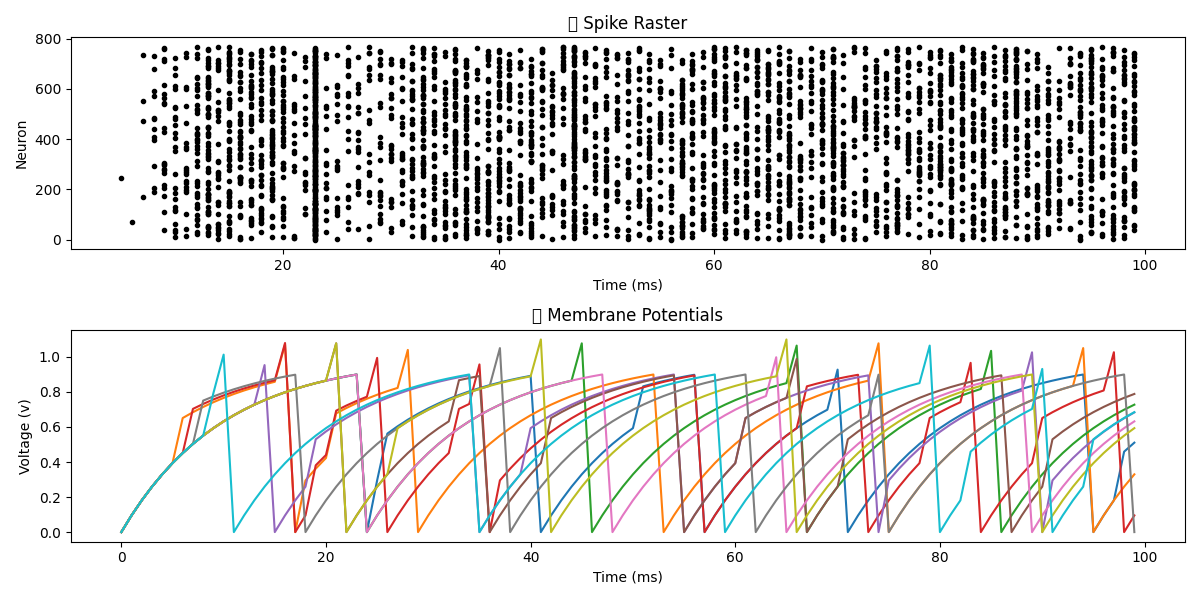 Spike Raster
800
600
400
200
0
Neuron
20 40 60 80 100
Time (ms)
Membrane Potentials
1.0
0.8
0.6
0.4
0.2
0.0
Voltage (v)
0 20 40 60 80 100
Time (ms)